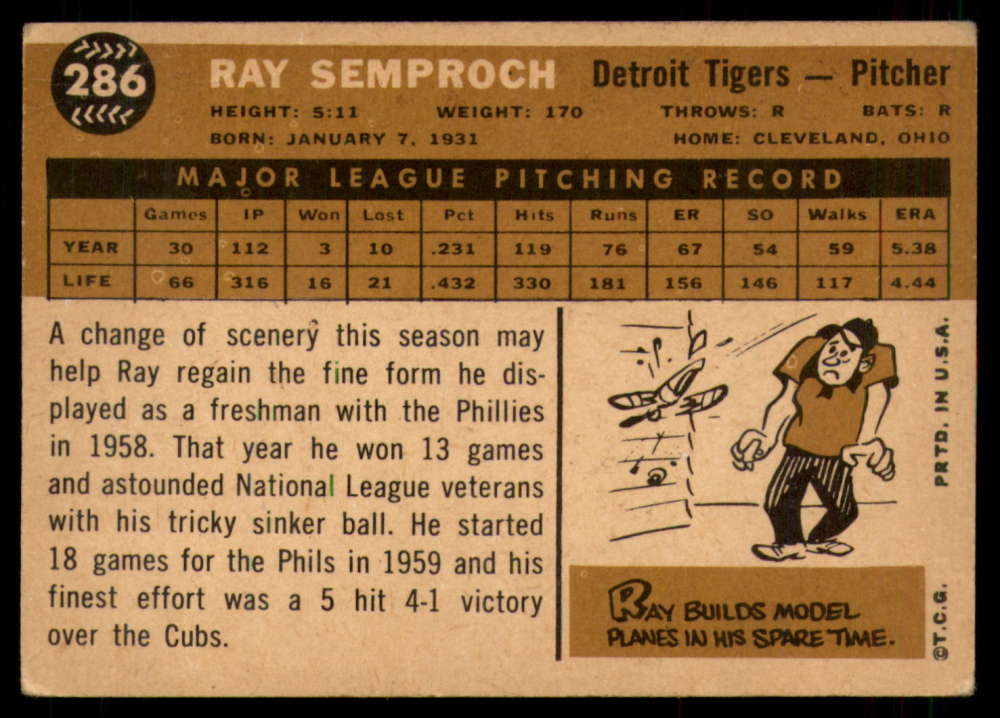 286
RAY SEMPROCH Detroit Tigers — Pitcher
HEIGHT: 5:11 WEIGHT: 170 THROWS: R BATS: R
BORN: JANUARY 7, 1931 HOME: CLEVELAND, OHIO
MAJOR LEAGUE PITCHING RECORD
Games IP Won Lost Pct Hits Runs ER SO Walks ERA
YEAR 30 112 3 10 .231 119 76 67 54 59 5.38
LIFE 66 316 16 21 .432 330 181 156 146 117 4.44
A change of scenery this season may
help Ray regain the fine form he dis-
played as a freshman with the Phillies
in 1958. That year he won 13 games
and astounded National League veterans
with his tricky sinker ball. He started
18 games for the Phils in 1959 and his
finest effort was a 5 hit 4-1 victory
over the Cubs.
RAY BUILDS MODEL
PLANES IN HIS SPARE TIME.
PRTD. IN U.S.A.
©T.C.G.